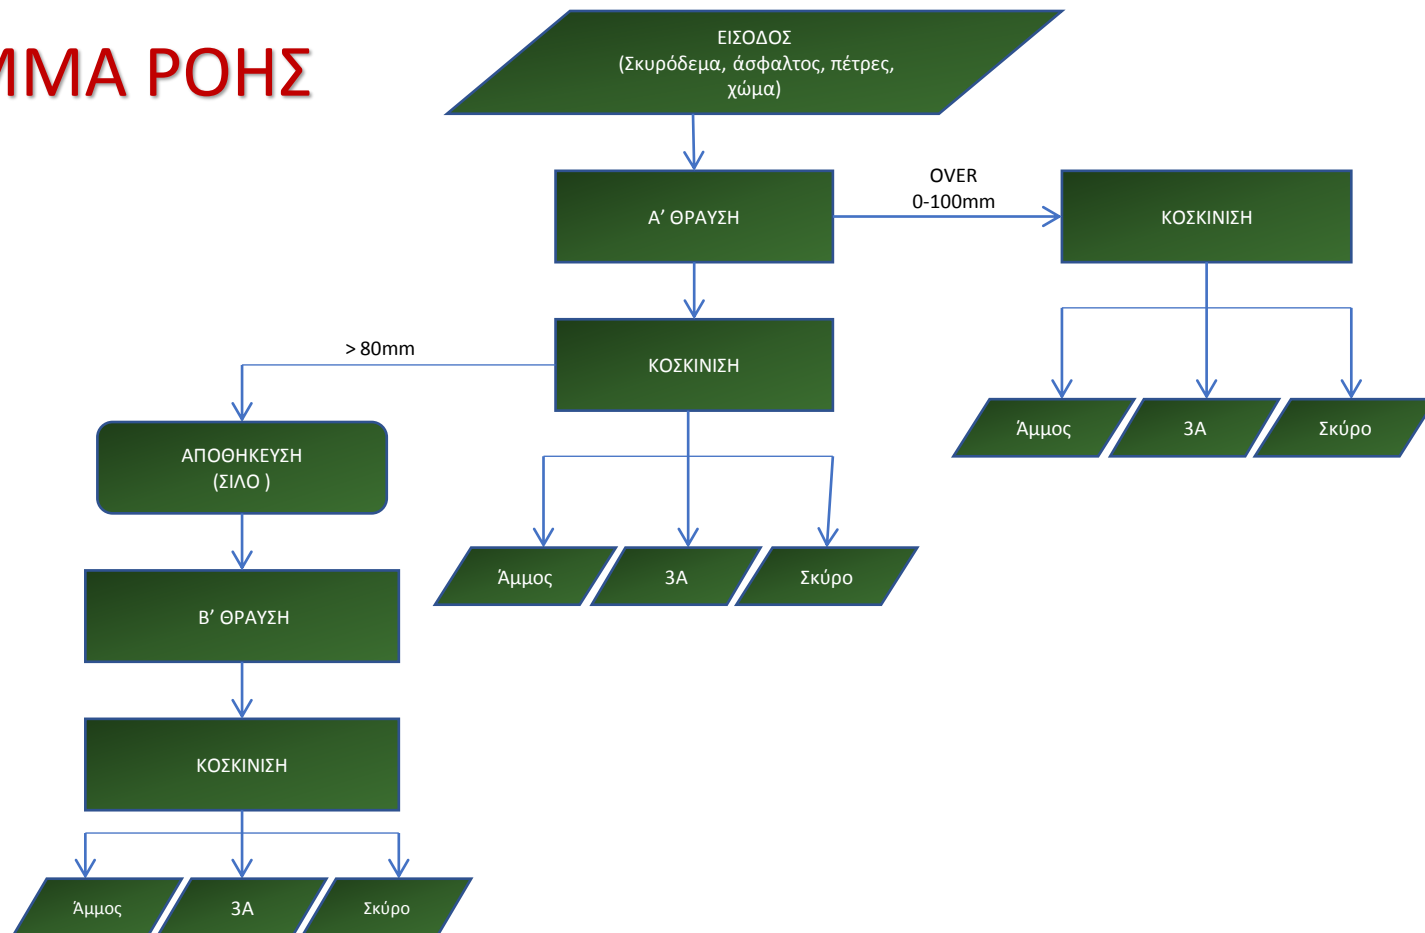 ΜΜΑ ΡΟΗΣ
ΕΙΣΟΔΟΣ
(Σκυρόδεμα, άσφαλτος, πέτρες,
χώμα)
Α’ ΘΡΑΥΣΗ
OVER
0-100mm
ΚΟΣΚΙΝΙΣΗ
> 80mm
ΚΟΣΚΙΝΙΣΗ
Άμμος
3Α
Σκύρο
ΑΠΟΘΗΚΕΥΣΗ
(ΣΙΛΟ )
Άμμος
3Α
Σκύρο
Β’ ΘΡΑΥΣΗ
ΚΟΣΚΙΝΙΣΗ
Άμμος
3Α
Σκύρο